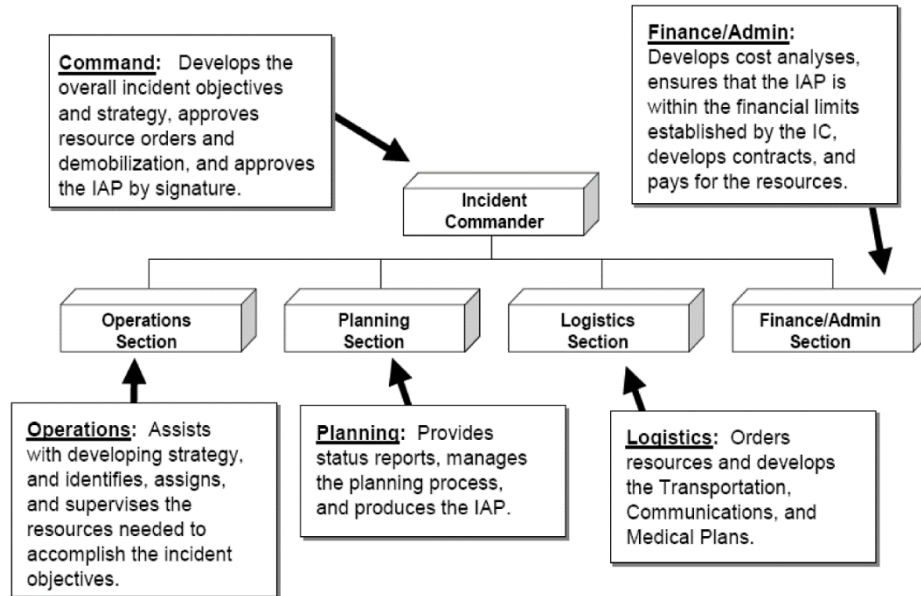 Command: Develops the
overall incident objectives
and strategy, approves
resource orders and
demobilization, and approves
the IAP by signature.
Finance/Admin:
Develops cost analyses,
ensures that the IAP is
within the financial limits
established by the IC,
develops contracts, and
pays for the resources.
Incident
Commander
Operations
Section
Planning
Section
Logistics
Section
Finance/Admin
Section
Operations: Assists
with developing strategy,
and identifies, assigns,
and supervises the
resources needed to
accomplish the incident
objectives.
Planning: Provides
status reports, manages
the planning process,
and produces the IAP.
Logistics: Orders
resources and develops
the Transportation,
Communications, and
Medical Plans.